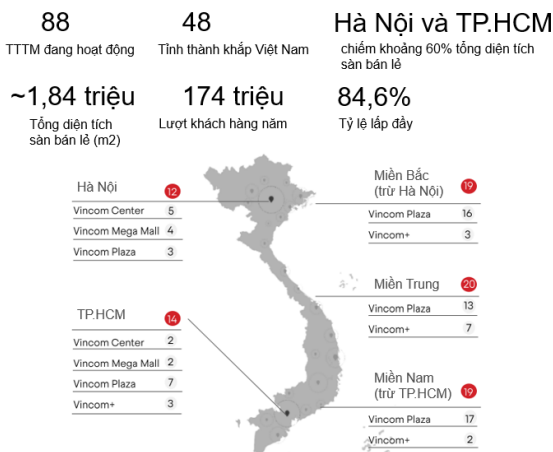 88
TTTM đang hoạt động
48
Tỉnh thành khắp Việt Nam
Hà Nội và TP.HCM
chiếm khoảng 60% tổng diện tích
sàn bán lẻ
~1,84 triệu
Tổng diện tích
sàn bán lẻ (m2)
174 triệu
Lượt khách hàng năm
84,6%
Tỷ lệ lấp đầy
Hà Nội 12
Vincom Center 5
Vincom Mega Mall 4
Vincom Plaza 3
Miền Bắc
(trừ Hà Nội) 19
Vincom Plaza 16
Vincom+ 3
Miền Trung 20
Vincom Plaza 13
Vincom+ 7
TP.HCM 14
Vincom Center 2
Vincom Mega Mall 2
Vincom Plaza 7
Vincom+ 3
Miền Nam
(trừ TP.HCM) 19
Vincom Plaza 17
Vincom+ 2